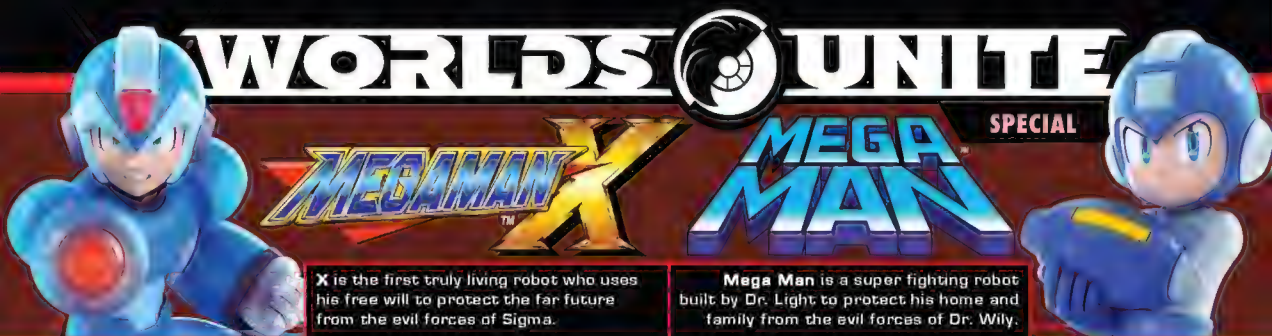 WORLDS UNITE
SPECIAL
MEGAMAN X
TM
MEGA
MAN
TM
X is the first truly living robot who uses
his free will to protect the far future
from the evil forces of Sigma.
Mega Man is a super fighting robot
built by Dr. Light to protect his home and
family from the evil forces of Dr. Wily.